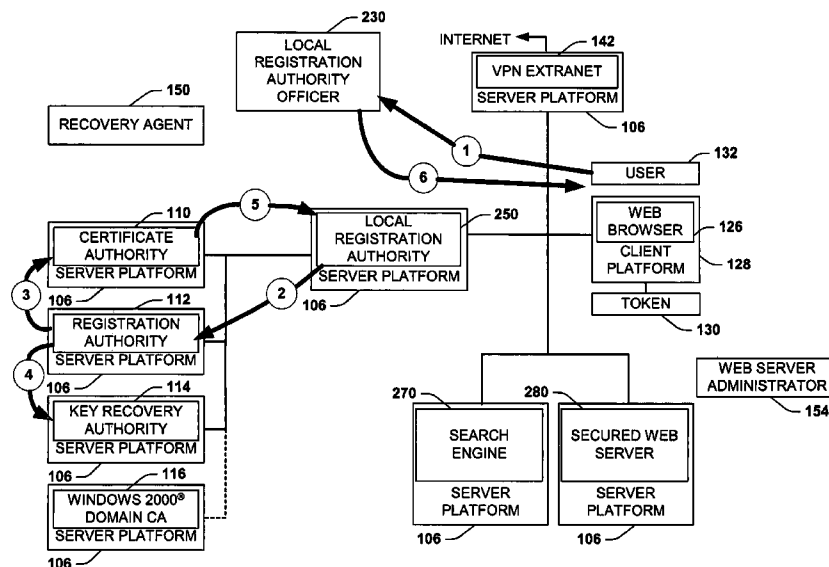 230
LOCAL
REGISTRATION
AUTHORITY
OFFICER
INTERNET
142
VPN EXTRANET
SERVER PLATFORM
106
150
RECOVERY AGENT
1
6
132
USER
110
CERTIFICATE
AUTHORITY
SERVER PLATFORM
106
5
250
LOCAL
REGISTRATION
AUTHORITY
SERVER PLATFORM
106
WEB
BROWSER
126
CLIENT
PLATFORM
128
TOKEN
130
3
2
112
REGISTRATION
AUTHORITY
SERVER PLATFORM
106
4
114
KEY RECOVERY
AUTHORITY
SERVER PLATFORM
106
116
WINDOWS 2000®
DOMAIN CA
SERVER PLATFORM
106
270
SEARCH
ENGINE
SERVER
PLATFORM
106
280
SECURED WEB
SERVER
SERVER
PLATFORM
106
WEB SERVER
ADMINISTRATOR
154